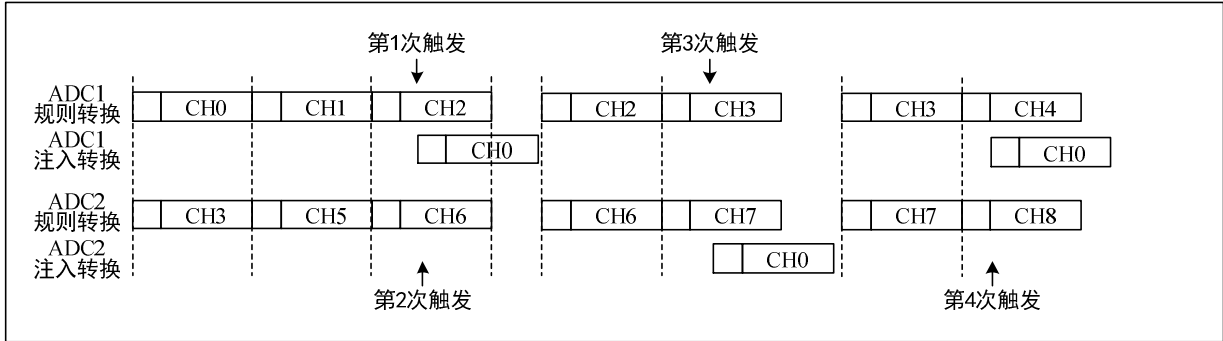 第1次触发 第3次触发
ADC1
规则转换 CH0 CH1 CH2 CH2 CH3 CH3 CH4
ADC1
注入转换 CH0 CH0
ADC2
规则转换 CH3 CH5 CH6 CH6 CH7 CH7 CH8
ADC2
注入转换 CH0
第2次触发 第4次触发